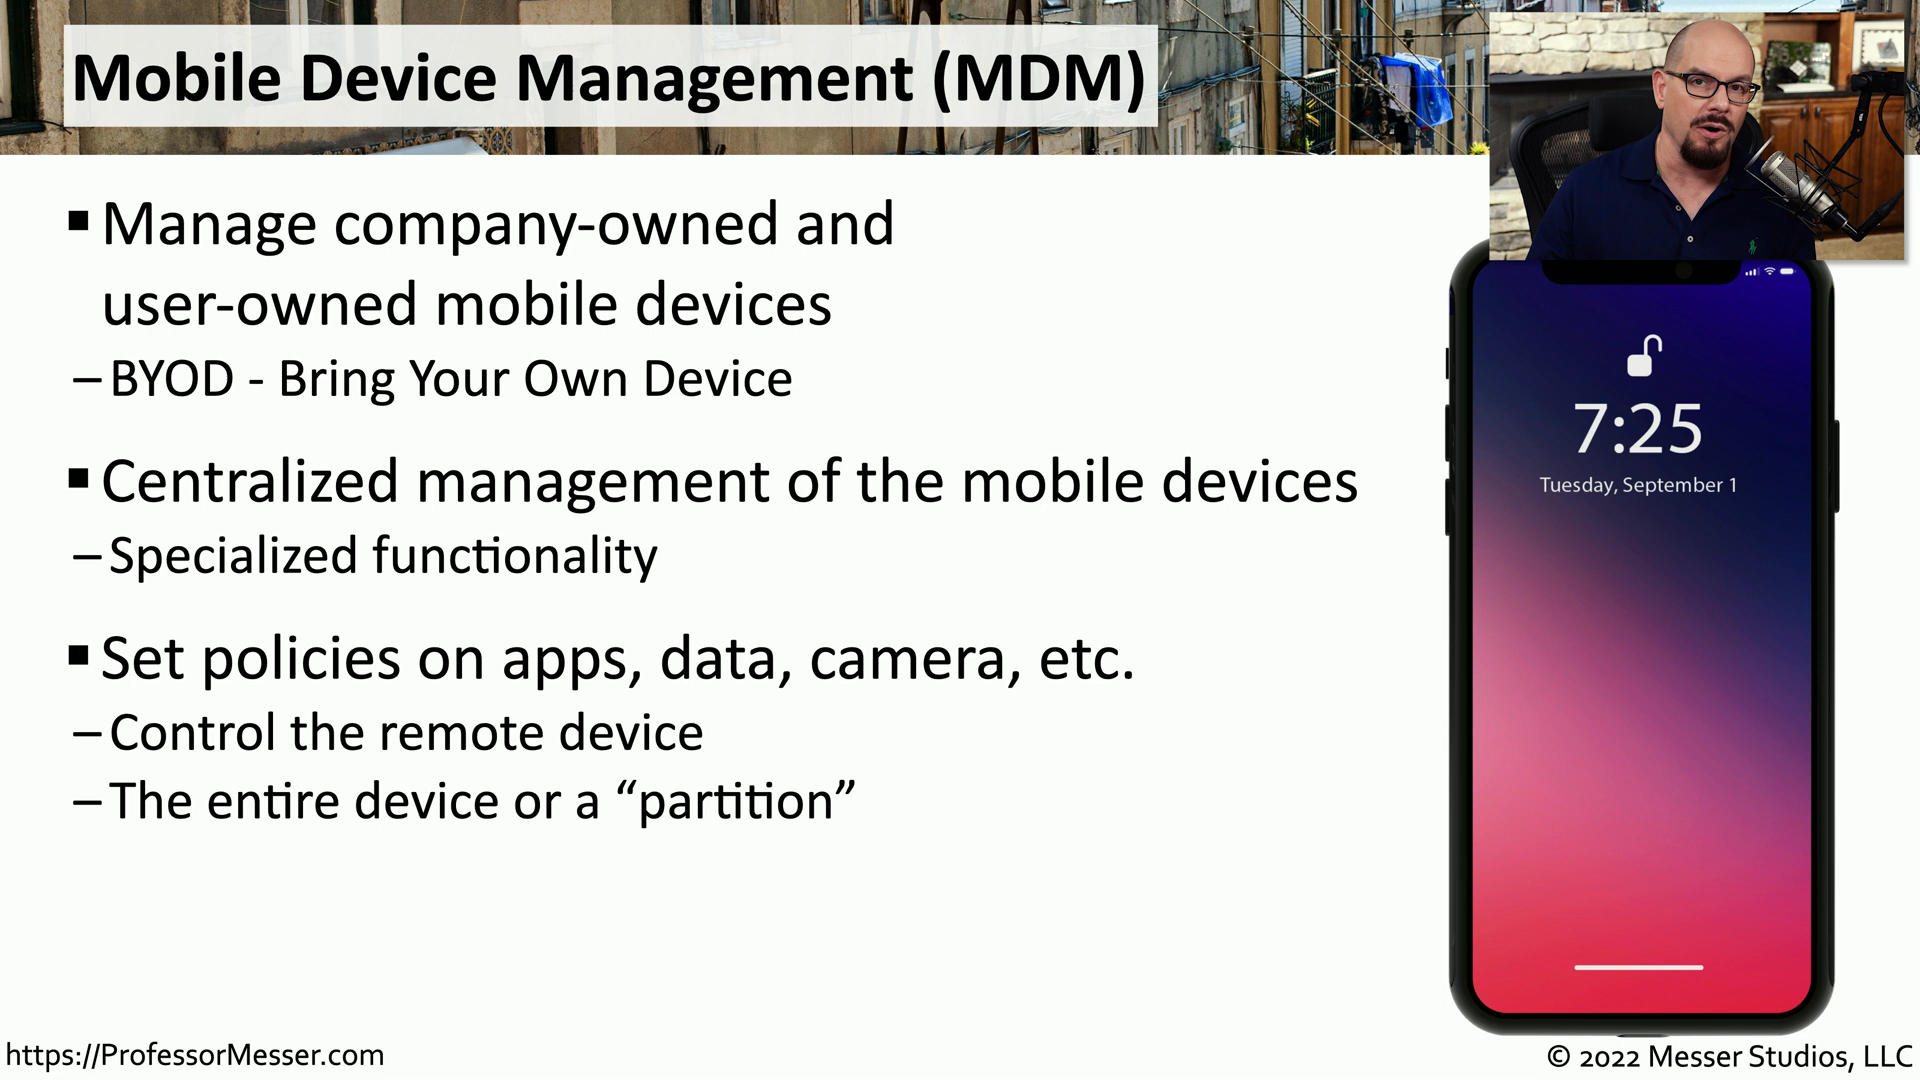 Mobile Device Management (MDM)
▪ Manage company-owned and
user-owned mobile devices
– BYOD - Bring Your Own Device
▪ Centralized management of the mobile devices
– Specialized functionality
▪ Set policies on apps, data, camera, etc.
– Control the remote device
– The entire device or a “partition”
7:25
Tuesday, September 1
https://ProfessorMesser.com
© 2022 Messer Studios, LLC